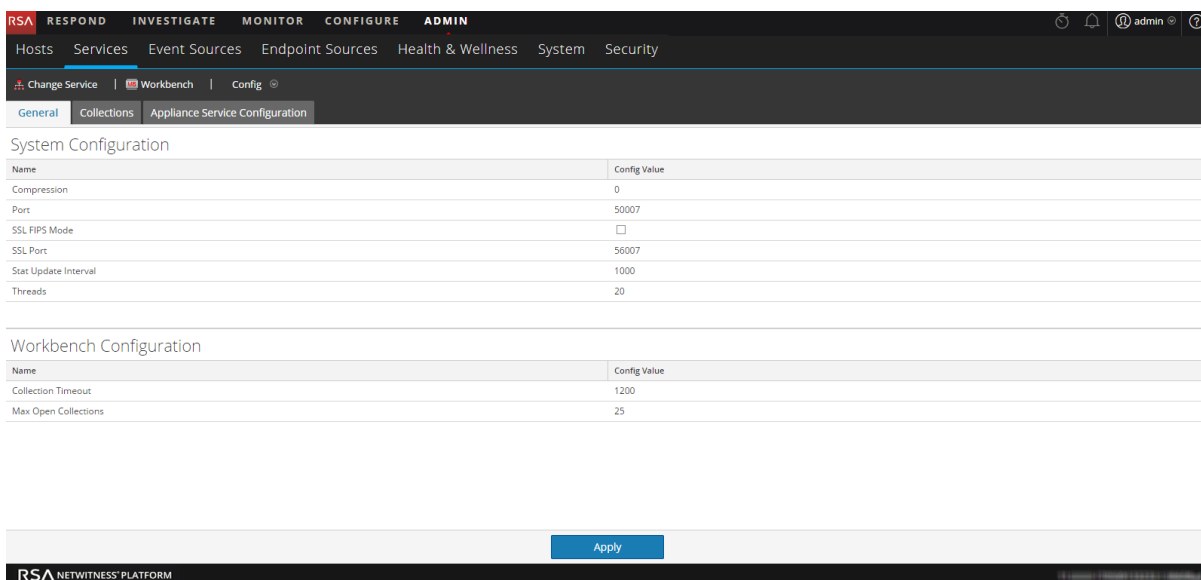 RSA RESPOND INVESTIGATE MONITOR CONFIGURE ADMIN admin
Hosts Services Event Sources Endpoint Sources Health & Wellness System Security
Change Service | Workbench | Config
General Collections Appliance Service Configuration
System Configuration
Name Config Value
Compression 0
Port 50007
SSL FIPS Mode
SSL Port 56007
Stat Update Interval 1000
Threads 20
Workbench Configuration
Name Config Value
Collection Timeout 1200
Max Open Collections 25
Apply
RSA NETWITNESS® PLATFORM